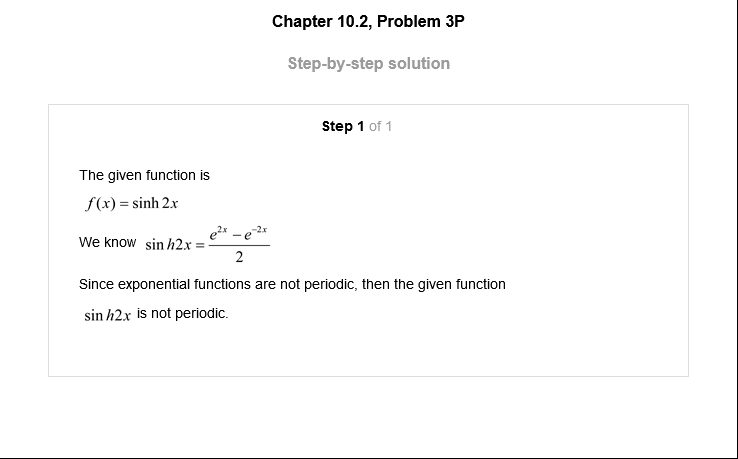 Chapter 10.2, Problem 3P
Step-by-step solution
Step 1 of 1
The given function is
f(x) = sinh 2x
We know sin h2x = (e^{2x} − e^{−2x})/2
Since exponential functions are not periodic, then the given function
sin h2x is not periodic.